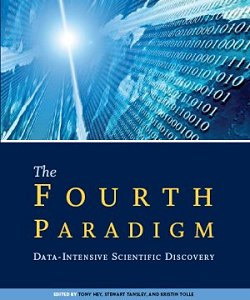 The
FOURTH
PARADIGM
DATA-INTENSIVE SCIENTIFIC DISCOVERY
EDITED BY TONY HEY, STEWART TANSLEY, AND KRISTIN TOLLE